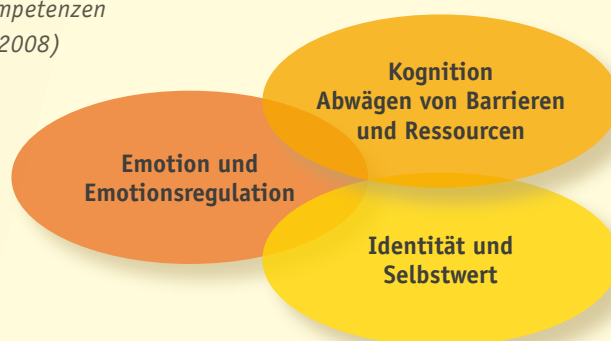 mpetenzen
2008)
Kognition
Abwägen von Barrieren
und Ressourcen
Emotion und
Emotionsregulation
Identität und
Selbstwert